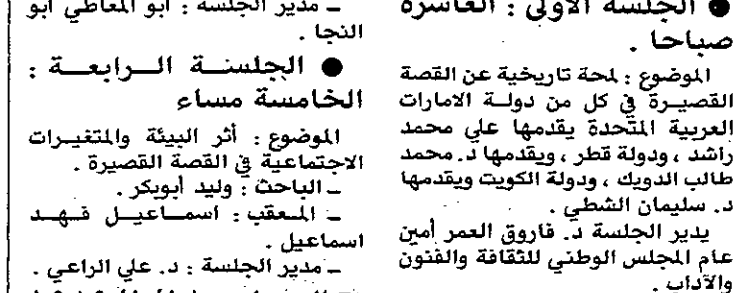 ● الجلسة الأولى : العاشرة
صباحا .
الموضوع : لمحة تاريخية عن القصة
القصيرة في كل من دولة الامارات
العربية المتحدة يقدمها علي محمد
راشد ، ودولة قطر ، ويقدمها د. محمد
طالب الدويك ، ودولة الكويت ويقدمها
د. سليمان الشطي .
يدير الجلسة د. فاروق العمر أمين
عام المجلس الوطني للثقافة والفنون
والآداب .
ـ مدير الجلسة : أبو المعاطي أبو
النجا .
● الجلسنة الرابعة :
الخامسة مساء
الموضوع : أثر البيئة والمتغيرات
الاجتماعية في القصة القصيرة .
ـ الباحث : وليد أبوبكر .
ـ المعقب : اسماعيل فهد
اسماعيل .
ـ مدير الجلسة : د. علي الراعي .